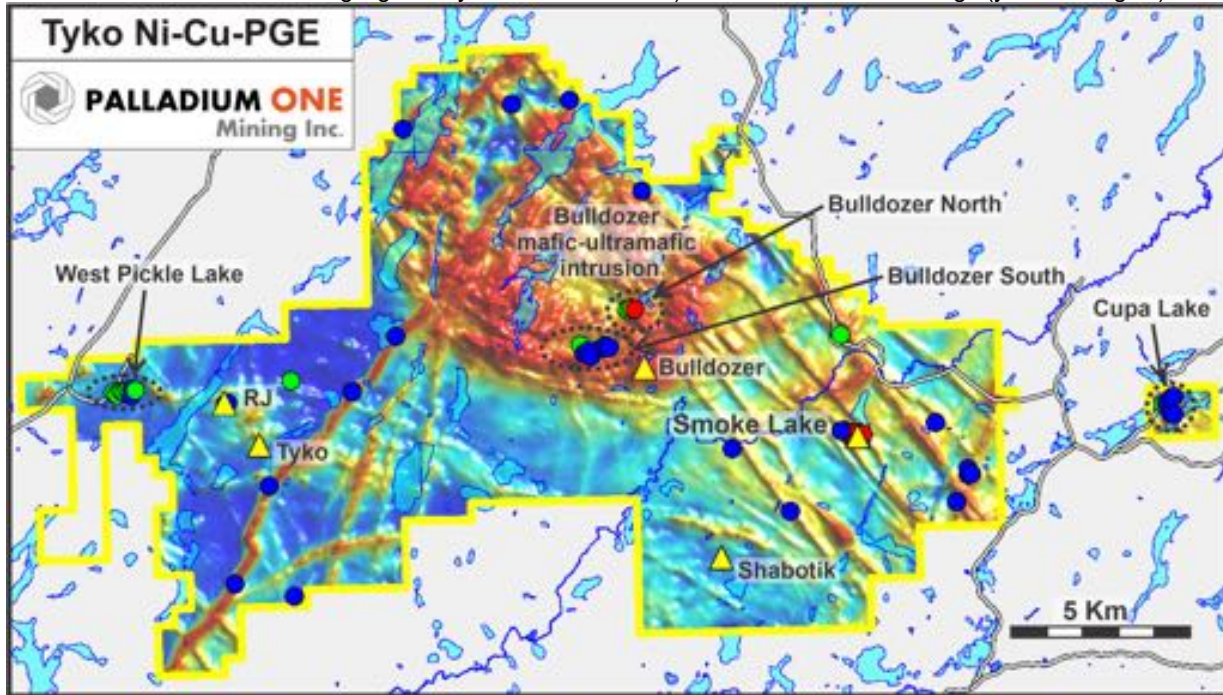 Tyko Ni-Cu-PGE
PALLADIUM ONE
Mining Inc.
Bulldozer
mafic-ultramafic
intrusion
Bulldozer North
Bulldozer South
West Pickle Lake
Cupa Lake
Bulldozer
RJ
Tyko
Smoke Lake
Shabotik
5 Km